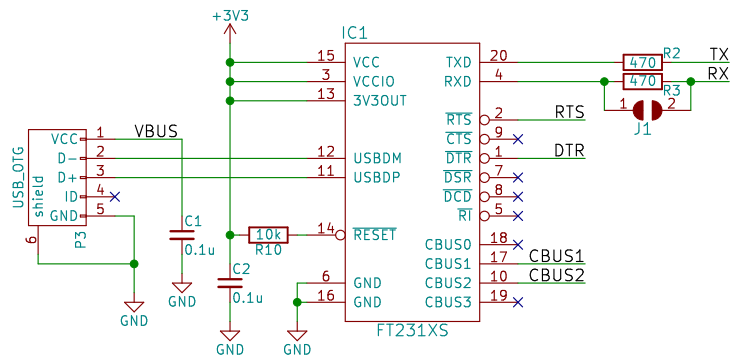 +3V3
IC1
15 VCC TXD 20 470 R2 TX
3 VCCIO RXD 4 470 R3 RX
13 3V3OUT
1 2
J1
RTS 2 RTS
CTS 9
12 USBDM DTR 1 DTR
11 USBDP DSR 7
DCD 8
RI 5
14 RESET
CBUS0 18
CBUS1 17 CBUS1
6 GND CBUS2 10 CBUS2
16 GND CBUS3 19
FT231XS
USB_OTG
shield
VCC 1 VBUS
D- 2
D+ 3
ID 4
GND 5
6
P3
C1
0.1u
10k
R10
C2
0.1u
GND
GND
GND
GND